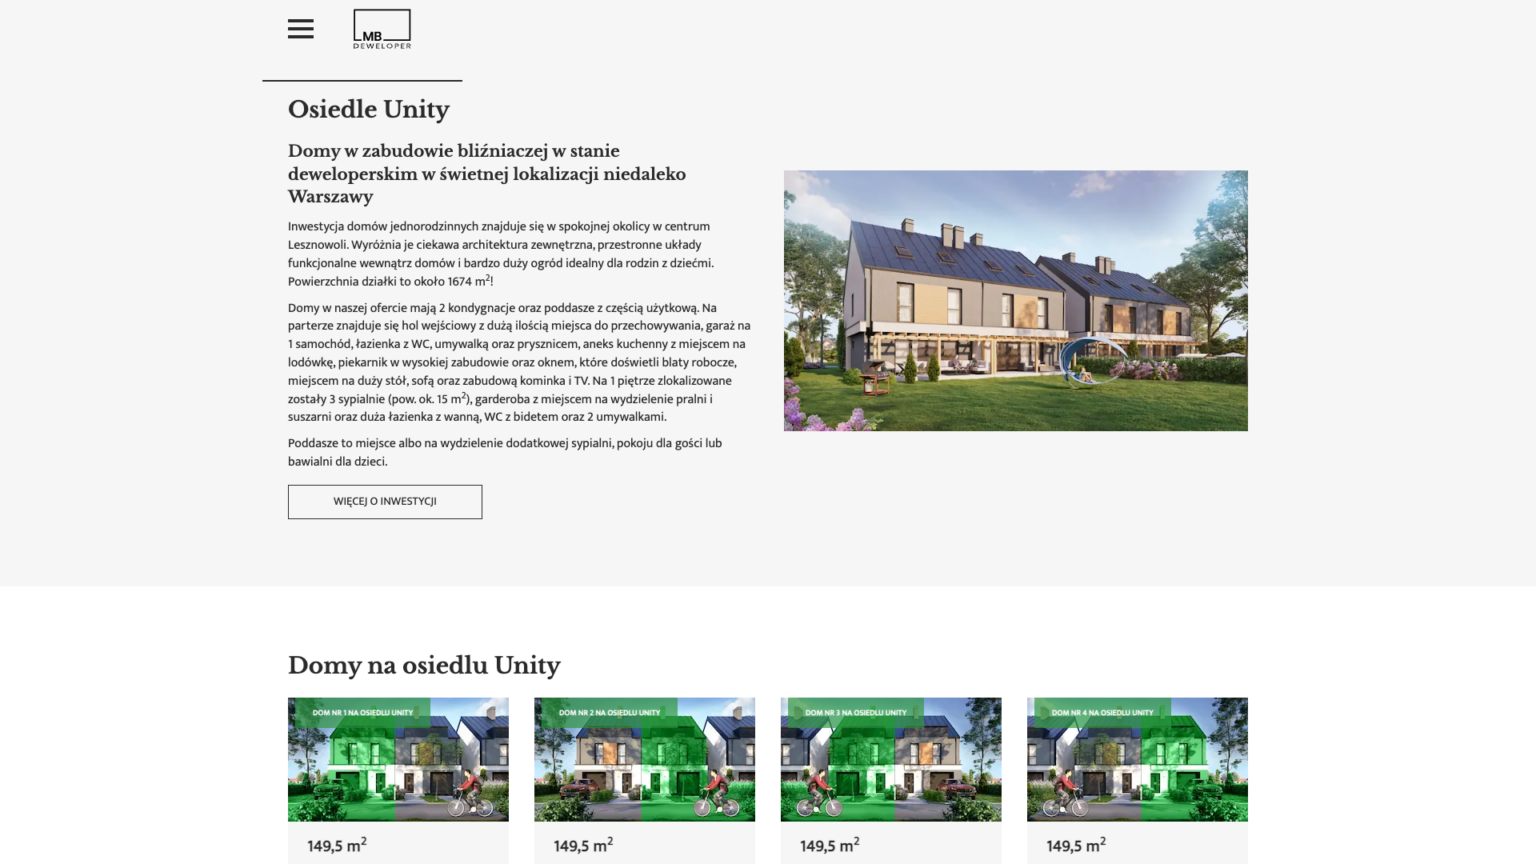 MB
DEWELOPER
Osiedle Unity
Domy w zabudowie bliźniaczej w stanie
deweloperskim w świetnej lokalizacji niedaleko
Warszawy
Inwestycja domów jednorodzinnych znajduje się w spokojnej okolicy w centrum
Lesznowoli. Wyróżnia je ciekawa architektura zewnętrzna, przestronne układy
funkcjonalne wewnątrz domów i bardzo duży ogród idealny dla rodzin z dziećmi.
Powierzchnia działki to około 1674 m²!
Domy w naszej ofercie mają 2 kondygnacje oraz poddasze z częścią użytkową. Na
parterze znajduje się hol wejściowy z dużą ilością miejsca do przechowywania, garaż na
1 samochód, łazienka z WC, umywalką oraz prysznicem, aneks kuchenny z miejscem na
lodówkę, piekarnik w wysokiej zabudowie oraz oknem, które doświetli blaty robocze,
miejscem na duży stół, sofą oraz zabudową kominka i TV. Na 1 piętrze zlokalizowane
zostały 3 sypialnie (pow. ok. 15 m²), garderoba z miejscem na wydzielenie pralni i
suszarni oraz duża łazienka z wanną, WC z bidetem oraz 2 umywalkami.
Poddasze to miejsce albo na wydzielenie dodatkowej sypialni, pokoju dla gości lub
bawialni dla dzieci.
WIĘCEJ O INWESTYCJI
Domy na osiedlu Unity
DOM NR 1 NA OSIEDLU UNITY
149,5 m²
DOM NR 2 NA OSIEDLU UNITY
149,5 m²
DOM NR 3 NA OSIEDLU UNITY
149,5 m²
DOM NR 4 NA OSIEDLU UNITY
149,5 m²